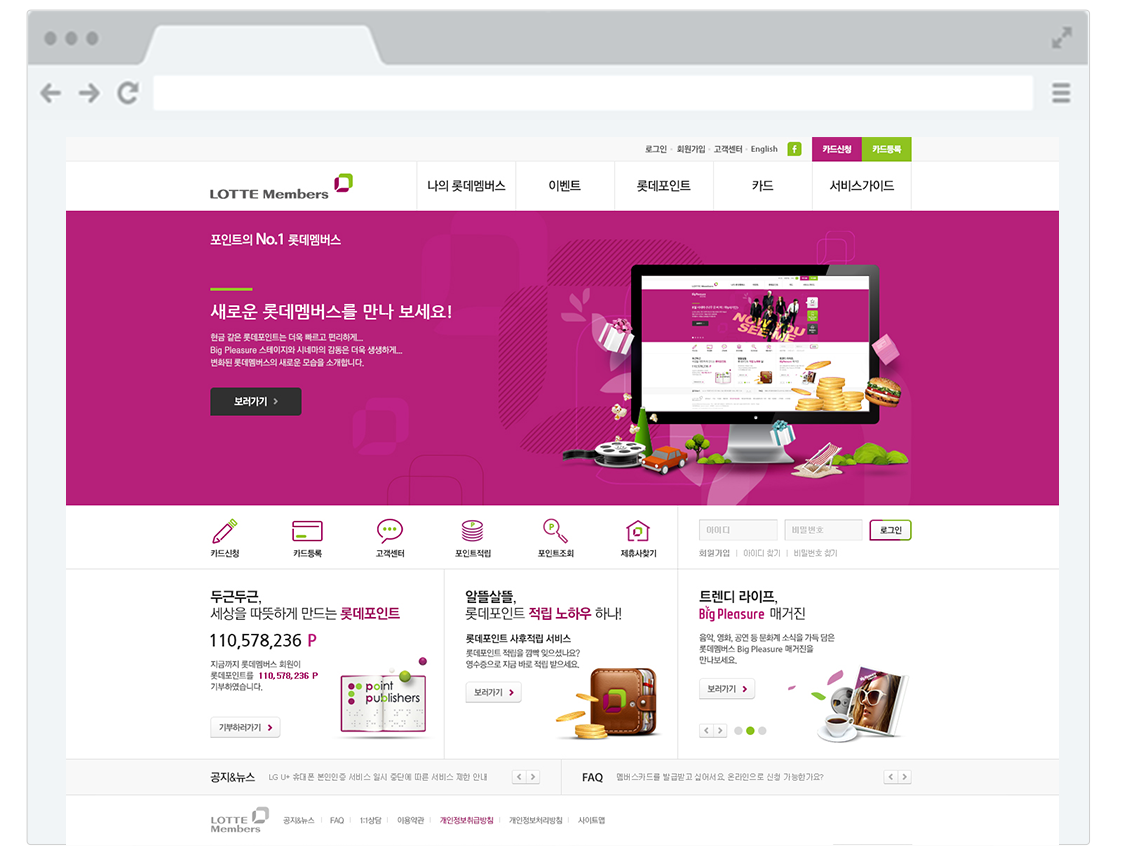 로그인 · 회원가입 · 고객센터 · English
f
카드신청
카드등록
LOTTE Members
나의 롯데멤버스
이벤트
롯데포인트
카드
서비스가이드
포인트의 No.1 롯데멤버스
새로운 롯데멤버스를 만나 보세요!
현금 같은 롯데포인트는 더욱 빠르고 편리하게...
Big Pleasure 스테이지와 시네마의 감동은 더욱 생생하게...
변화된 롯데멤버스의 새로운 모습을 소개합니다.
보러가기 >
NOW YOU
SEE ME
카드신청
카드등록
고객센터
포인트적립
포인트조회
제휴사찾기
아이디
비밀번호
로그인
회원가입 | 아이디 찾기 | 비밀번호 찾기
두근두근,
세상을 따뜻하게 만드는 롯데포인트
110,578,236 P
지금까지 롯데멤버스 회원이
롯데포인트를 110,578,236 P
기부하였습니다.
기부하러가기 >
point
publishers
알뜰살뜰,
롯데포인트 적립 노하우 하나!
롯데포인트 사후적립 서비스
롯데포인트 적립을 깜빡 잊으셨나요?
영수증으로 지금 바로 적립 받으세요.
보러가기 >
트렌디 라이프,
Big Pleasure 매거진
음악, 영화, 공연 등 문화계 소식을 가득 담은
롯데멤버스 Big Pleasure 매거진을
만나보세요.
보러가기 >
공지&뉴스
LG U+ 휴대폰 본인인증 서비스 일시 중단에 따른 서비스 제한 안내
FAQ
멤버스카드를 발급받고 싶어서요, 온라인으로 신청 가능한가요?
LOTTE
Members
공지&뉴스 | FAQ | 1:1상담 | 이용약관 | 개인정보취급방침 | 개인정보처리방침 | 사이트맵